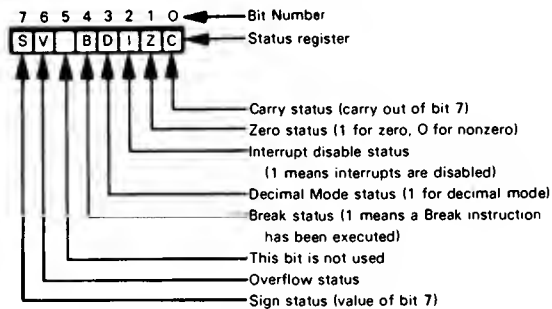 7 6 5 4 3 2 1 0 Bit Number
S V B D I Z C Status register
Carry status (carry out of bit 7)
Zero status (1 for zero, 0 for nonzero)
Interrupt disable status
(1 means interrupts are disabled)
Decimal Mode status (1 for decimal mode)
Break status (1 means a Break instruction
has been executed)
This bit is not used
Overflow status
Sign status (value of bit 7)